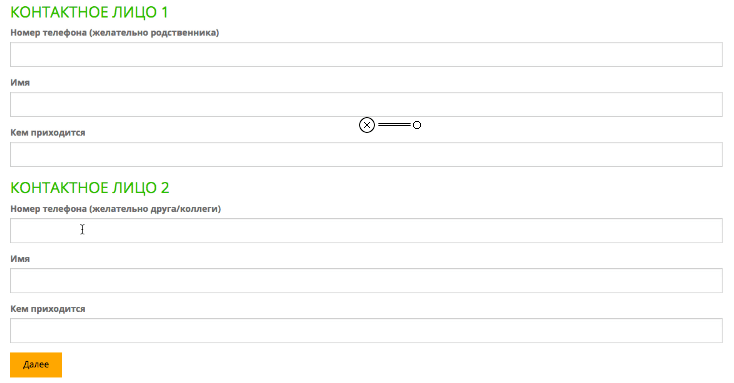 КОНТАКТНОЕ ЛИЦО 1
Номер телефона (желательно родственника)
Имя
Кем приходится
КОНТАКТНОЕ ЛИЦО 2
Номер телефона (желательно друга/коллеги)
Имя
Кем приходится
Далее